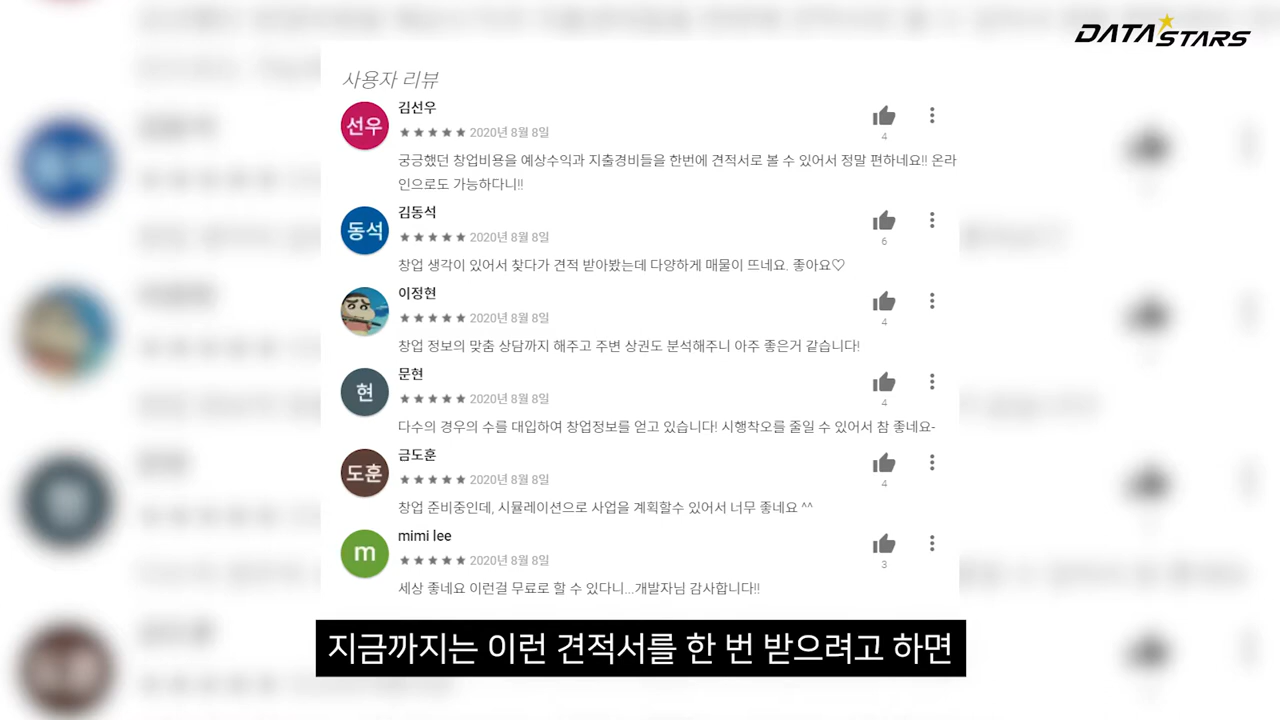 DATA STARS
사용자 리뷰
선우
김선우
★★★★★ 2020년 8월 8일
4
궁긍했던 창업비용을 예상수익과 지출경비들을 한번에 견적서로 볼 수 있어서 정말 편하네요!! 온라
인으로도 가능하다니!!
동석
김동석
★★★★★ 2020년 8월 8일
6
창업 생각이 있어서 찾다가 견적 받아봤는데 다양하게 매물이 뜨네요. 좋아요♡
이정현
★★★★★ 2020년 8월 8일
4
창업 정보의 맞춤 상담까지 해주고 주변 상권도 분석해주니 아주 좋은거 같습니다!
현
문현
★★★★★ 2020년 8월 8일
4
다수의 경우의 수를 대입하여 창업정보를 얻고 있습니다! 시행착오를 줄일 수 있어서 참 좋네요-
도훈
금도훈
★★★★★ 2020년 8월 8일
4
창업 준비중인데, 시뮬레이션으로 사업을 계획할수 있어서 너무 좋네요 ^^
m
mimi lee
★★★★★ 2020년 8월 8일
3
세상 좋네요 이런걸 무료로 할 수 있다니...개발자님 감사합니다!!
지금까지는 이런 견적서를 한 번 받으려고 하면